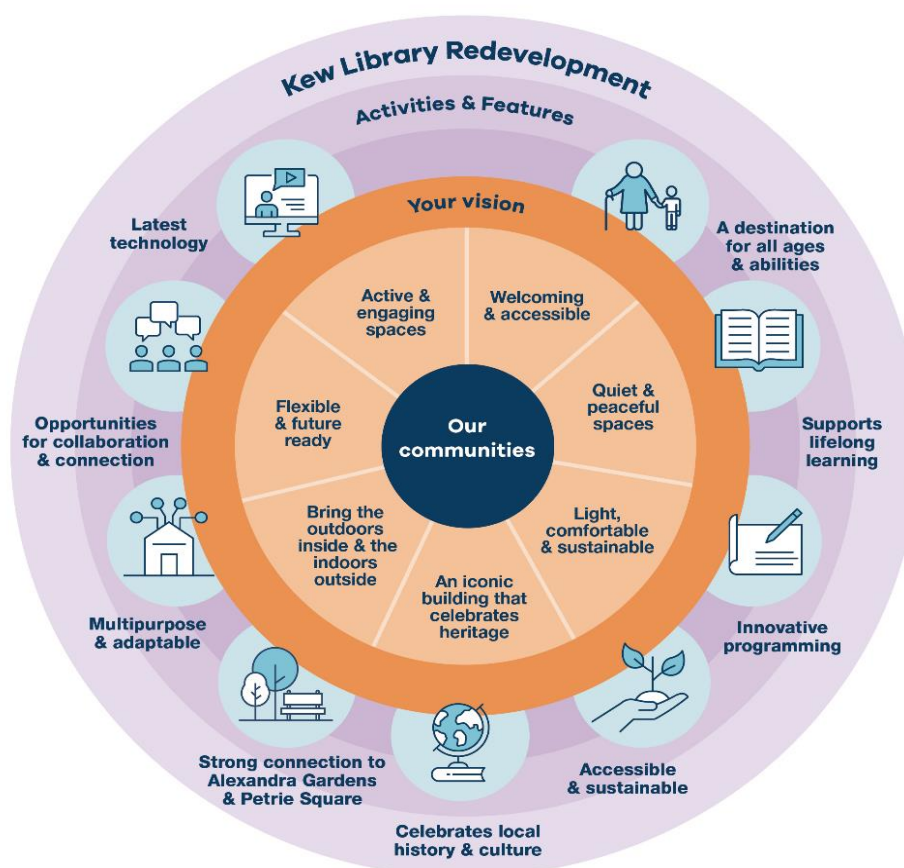 Kew Library Redevelopment
Activities & Features
Your vision
Our
communities
Welcoming
& accessible
Quiet &
peaceful
spaces
Light,
comfortable
& sustainable
An iconic
building that
celebrates
heritage
Bring the
outdoors
inside & the
indoors
outside
Flexible
& future
ready
Active &
engaging
spaces
A destination
for all ages
& abilities
Supports
lifelong
learning
Innovative
programming
Accessible
& sustainable
Celebrates local
history & culture
Strong connection to
Alexandra Gardens
& Petrie Square
Multipurpose
& adaptable
Opportunities
for collaboration
& connection
Latest
technology